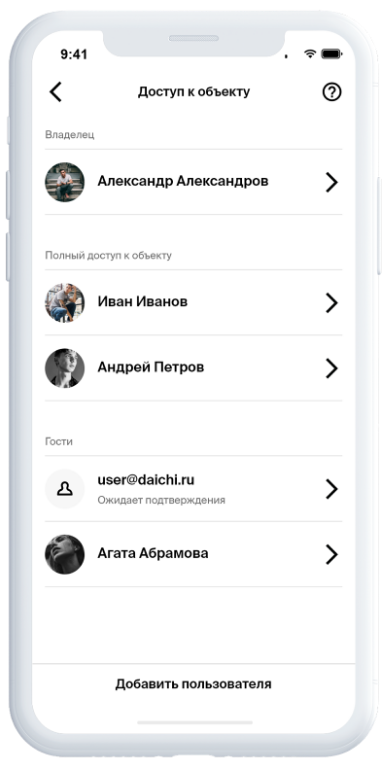 9:41
Доступ к объекту
Владелец
Александр Александров
Полный доступ к объекту
Иван Иванов
Андрей Петров
Гости
user@daichi.ru
Ожидает подтверждения
Агата Абрамова
Добавить пользователя